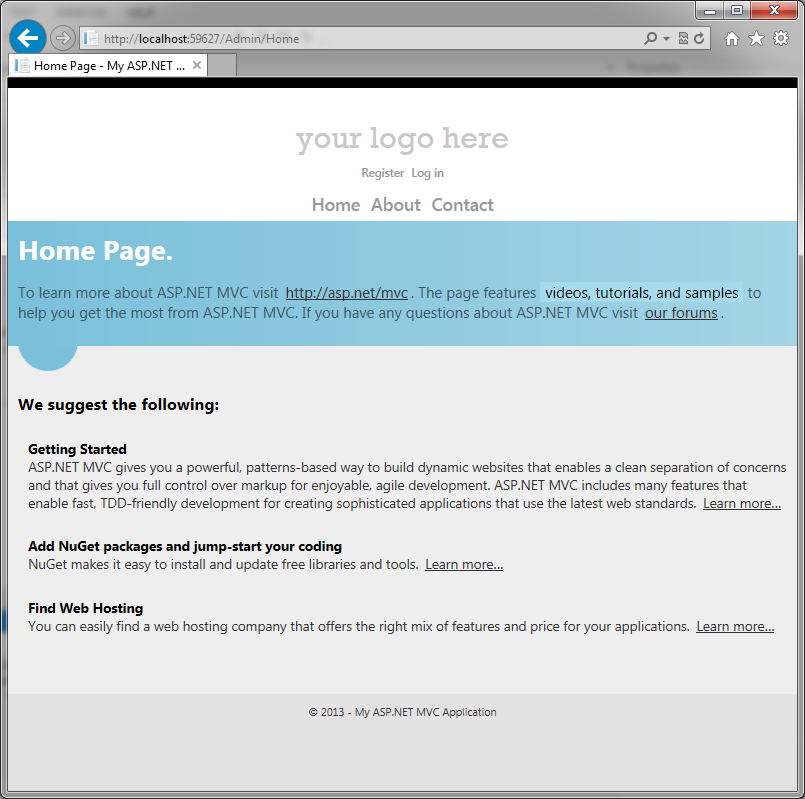 http://localhost:59627/Admin/Home
Home Page - My ASP.NET ...
your logo here
Register Log in
Home About Contact
Home Page.
To learn more about ASP.NET MVC visit http://asp.net/mvc . The page features videos, tutorials, and samples to
help you get the most from ASP.NET MVC. If you have any questions about ASP.NET MVC visit our forums .
We suggest the following:
Getting Started
ASP.NET MVC gives you a powerful, patterns-based way to build dynamic websites that enables a clean separation of concerns
and that gives you full control over markup for enjoyable, agile development. ASP.NET MVC includes many features that
enable fast, TDD-friendly development for creating sophisticated applications that use the latest web standards. Learn more...
Add NuGet packages and jump-start your coding
NuGet makes it easy to install and update free libraries and tools. Learn more...
Find Web Hosting
You can easily find a web hosting company that offers the right mix of features and price for your applications. Learn more...
© 2013 - My ASP.NET MVC Application